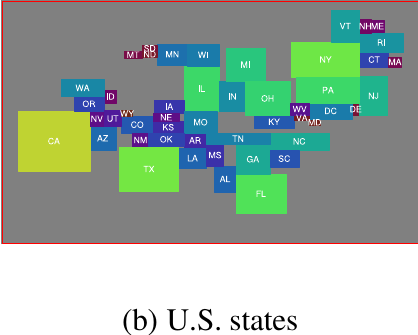 VT NH ME
RI
SD
MT ND MN WI
NY CT MA
MI
WA
ID
IL
IN OH
PA NJ
OR
IA
WV DC DE
NV UT WY
NE
VA
CO KS MO
KY
MD
CA
AZ
NM OK AR
TN
NC
LA MS
GA SC
TX
AL
FL
(b) U.S. states